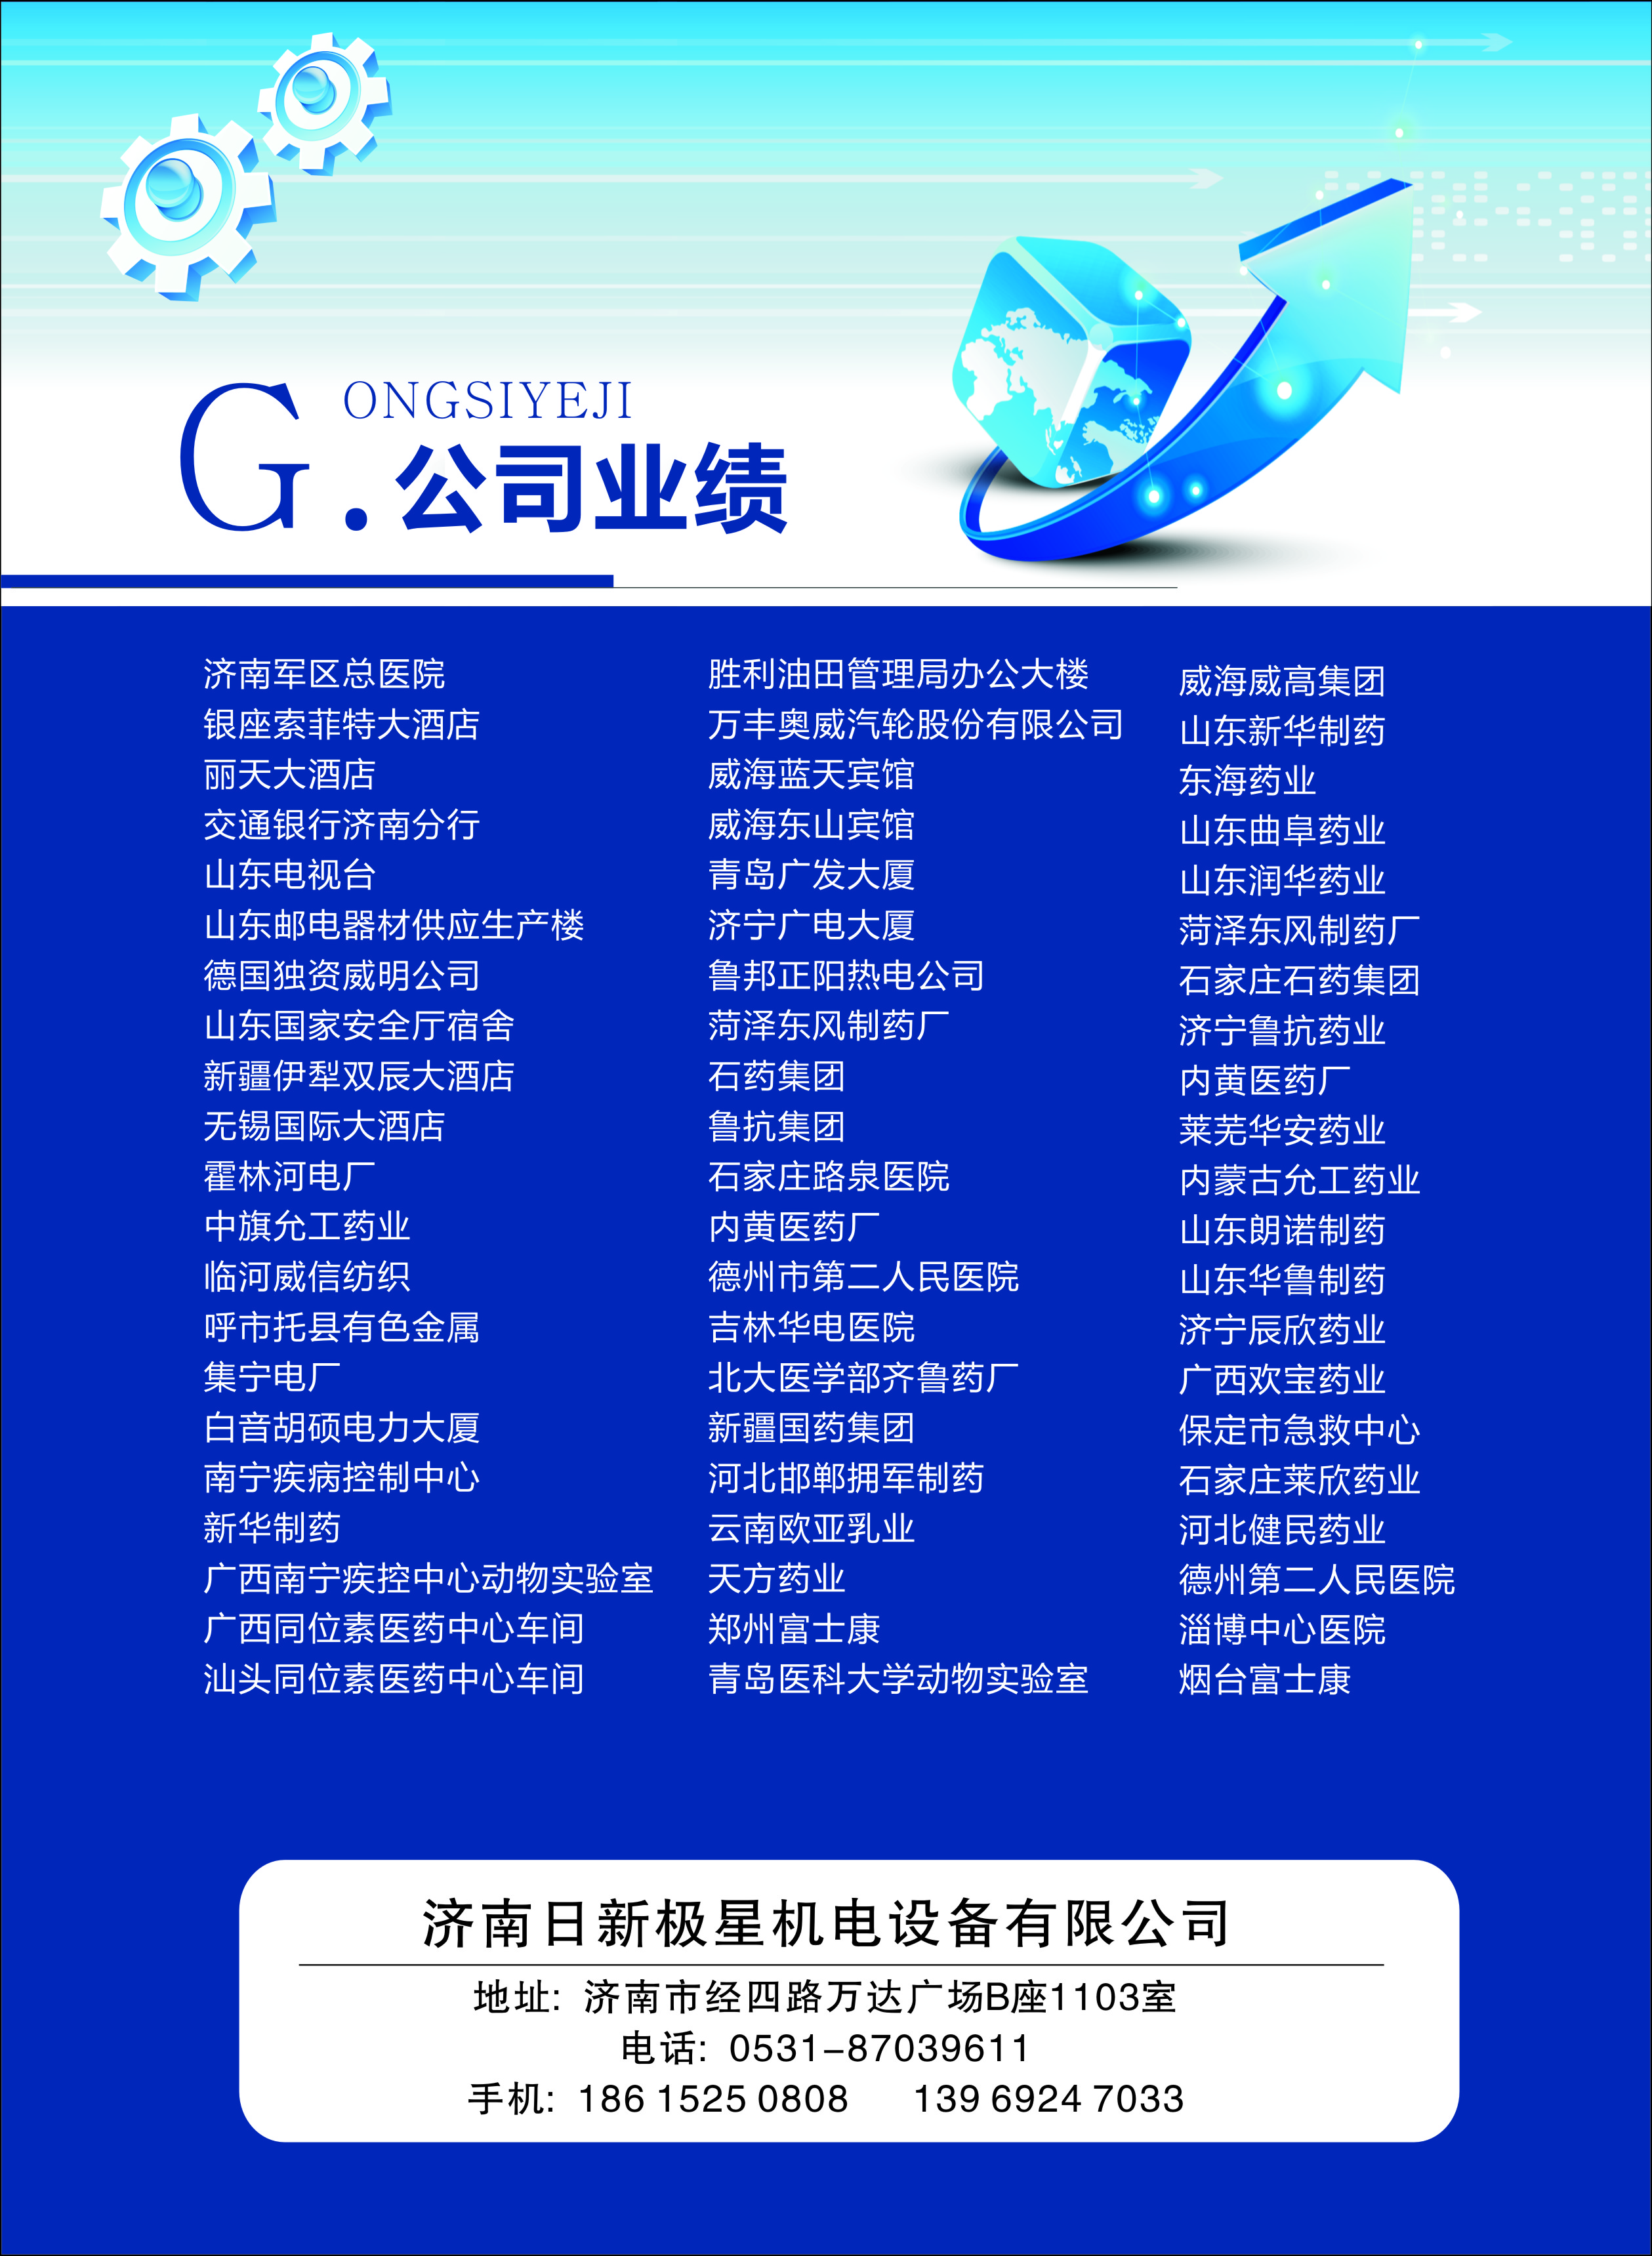 G.
ONGSIYEJI
公司业绩
济南军区总医院
银座索菲特大酒店
丽天大酒店
交通银行济南分行
山东电视台
山东邮电器材供应生产楼
德国独资威明公司
山东国家安全厅宿舍
新疆伊犁双辰大酒店
无锡国际大酒店
霍林河电厂
中旗允工药业
临河威信纺织
呼市托县有色金属
集宁电厂
白音胡硕电力大厦
南宁疾病控制中心
新华制药
广西南宁疾控中心动物实验室
广西同位素医药中心车间
汕头同位素医药中心车间
胜利油田管理局办公大楼
万丰奥威汽轮股份有限公司
威海蓝天宾馆
威海东山宾馆
青岛广发大厦
济宁广电大厦
鲁邦正阳热电公司
菏泽东风制药厂
石药集团
鲁抗集团
石家庄路泉医院
内黄医药厂
德州市第二人民医院
吉林华电医院
北大医学部齐鲁药厂
新疆国药集团
河北邯郸拥军制药
云南欧亚乳业
天方药业
郑州富士康
青岛医科大学动物实验室
威海威高集团
山东新华制药
东海药业
山东曲阜药业
山东润华药业
菏泽东风制药厂
石家庄石药集团
济宁鲁抗药业
内黄医药厂
莱芜华安药业
内蒙古允工药业
山东朗诺制药
山东华鲁制药
济宁辰欣药业
广西欢宝药业
保定市急救中心
石家庄莱欣药业
河北健民药业
德州第二人民医院
淄博中心医院
烟台富士康
济南日新极星机电设备有限公司
地址: 济南市经四路万达广场B座1103室
电话: 0531-87039611
手机: 186 1525 0808 139 6924 7033